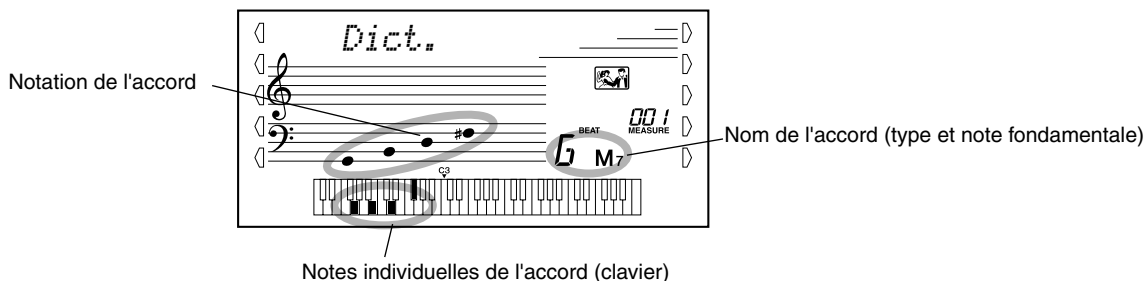 Dict.
Notation de l'accord
001
BEAT
MEASURE
Nom de l'accord (type et note fondamentale)
G M7
C3
Notes individuelles de l'accord (clavier)